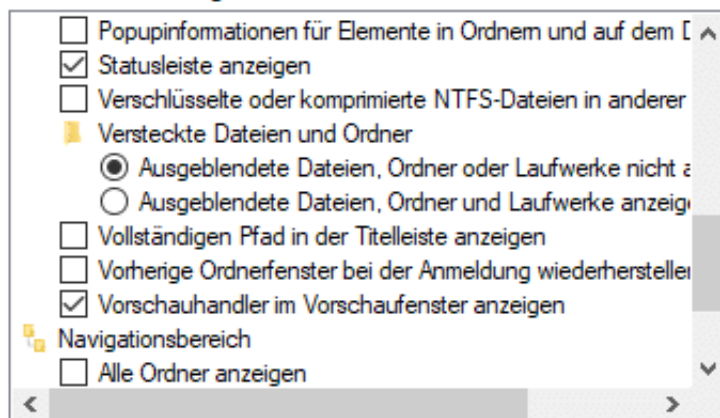 Popupinformationen für Elemente in Ordnern und auf dem
Statusleiste anzeigen
Verschlüsselte oder komprimierte NTFS-Dateien in anderer
Versteckte Dateien und Ordner
Ausgeblendete Dateien, Ordner oder Laufwerke nicht
Ausgeblendete Dateien, Ordner und Laufwerke anzeig
Vollständigen Pfad in der Titelleiste anzeigen
Vorherige Ordnerfenster bei der Anmeldung wiederherstellen
Vorschauhandler im Vorschaufenster anzeigen
Navigationsbereich
Alle Ordner anzeigen